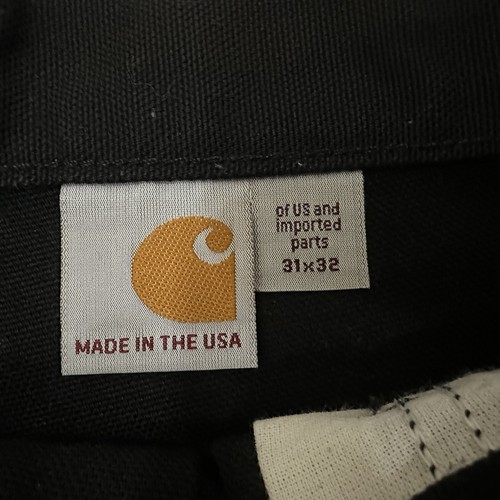 MADE IN THE USA
of US and
imported
parts
31x32